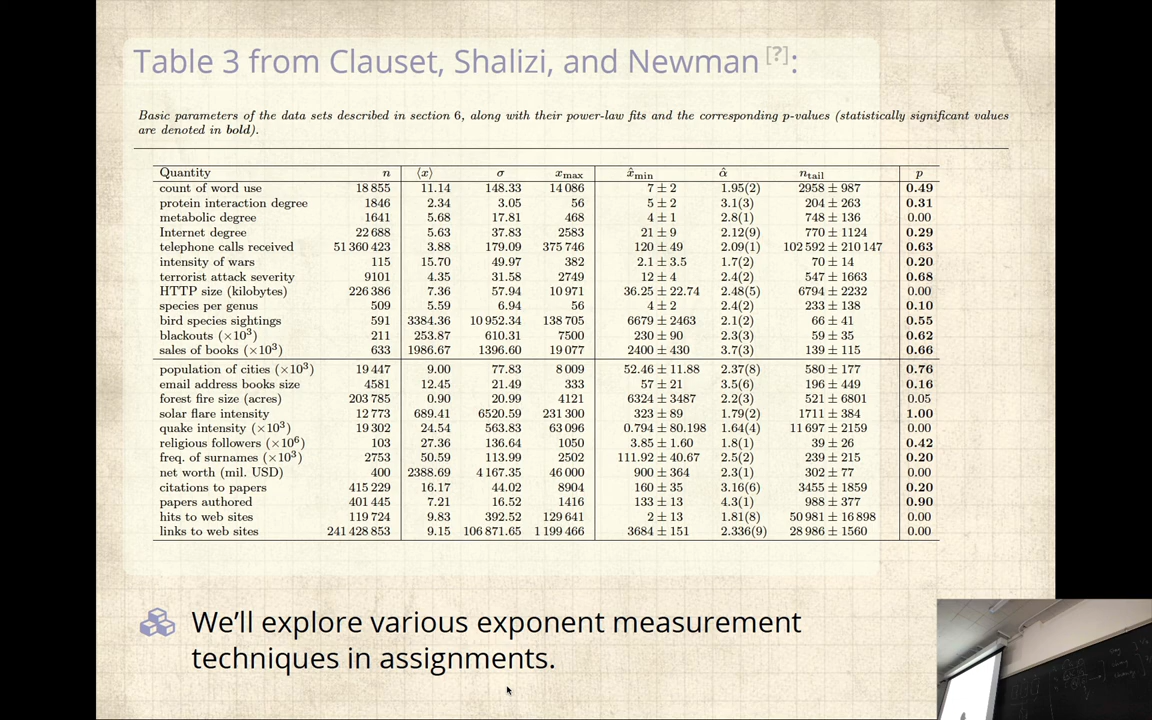 Table 3 from Clauset, Shalizi, and Newman [?]:
Basic parameters of the data sets described in section 6, along with their power-law fits and the corresponding p-values (statistically significant values
are denoted in bold).
Quantity n ⟨x⟩ σ xmax x̂min α̂ ntail p
count of word use 18 855 11.14 148.33 14 086 7 ± 2 1.95(2) 2958 ± 987 0.49
protein interaction degree 1846 2.34 3.05 56 5 ± 2 3.1(3) 204 ± 263 0.31
metabolic degree 1641 5.68 17.81 468 4 ± 1 2.8(1) 748 ± 136 0.00
Internet degree 22 688 5.63 37.83 2583 21 ± 9 2.12(9) 770 ± 1124 0.29
telephone calls received 51 360 423 3.88 179.09 375 746 120 ± 49 2.09(1) 102 592 ± 210 147 0.63
intensity of wars 115 15.70 49.97 382 2.1 ± 3.5 1.7(2) 70 ± 14 0.20
terrorist attack severity 9101 4.35 31.58 2749 12 ± 4 2.4(2) 547 ± 1663 0.68
HTTP size (kilobytes) 226 386 7.36 57.94 10 971 36.25 ± 22.74 2.48(5) 6794 ± 2232 0.00
species per genus 509 5.59 6.94 56 4 ± 2 2.4(2) 233 ± 138 0.10
bird species sightings 591 3384.36 10 952.34 138 705 6679 ± 2463 2.1(2) 66 ± 41 0.55
blackouts (×10³) 211 253.87 610.31 7500 230 ± 90 2.3(3) 59 ± 35 0.62
sales of books (×10³) 633 1986.67 1396.60 19 077 2400 ± 430 3.7(3) 139 ± 115 0.66
population of cities (×10³) 19 447 9.00 77.83 8 009 52.46 ± 11.88 2.37(8) 580 ± 177 0.76
email address books size 4581 12.45 21.49 333 57 ± 21 3.5(6) 196 ± 449 0.16
forest fire size (acres) 203 785 0.90 20.99 4121 6324 ± 3487 2.2(3) 521 ± 6801 0.05
solar flare intensity 12 773 689.41 6520.59 231 300 323 ± 89 1.79(2) 1711 ± 384 1.00
quake intensity (×10³) 19 302 24.54 563.83 63 096 0.794 ± 80.198 1.64(4) 11 697 ± 2159 0.00
religious followers (×10⁶) 103 27.36 136.64 1050 3.85 ± 1.60 1.8(1) 39 ± 26 0.42
freq. of surnames (×10³) 2753 50.59 113.99 2502 111.92 ± 40.67 2.5(2) 239 ± 215 0.20
net worth (mil. USD) 400 2388.69 4 167.35 46 000 900 ± 364 2.3(1) 302 ± 77 0.00
citations to papers 415 229 16.17 44.02 8904 160 ± 35 3.16(6) 3455 ± 1859 0.20
papers authored 401 445 7.21 16.52 1416 133 ± 13 4.3(1) 988 ± 377 0.90
hits to web sites 119 724 9.83 392.52 129 641 2 ± 13 1.81(8) 50 981 ± 16 898 0.00
links to web sites 241 428 853 9.15 106 871.65 1 199 466 3684 ± 151 2.336(9) 28 986 ± 1560 0.00
We'll explore various exponent measurement
techniques in assignments.